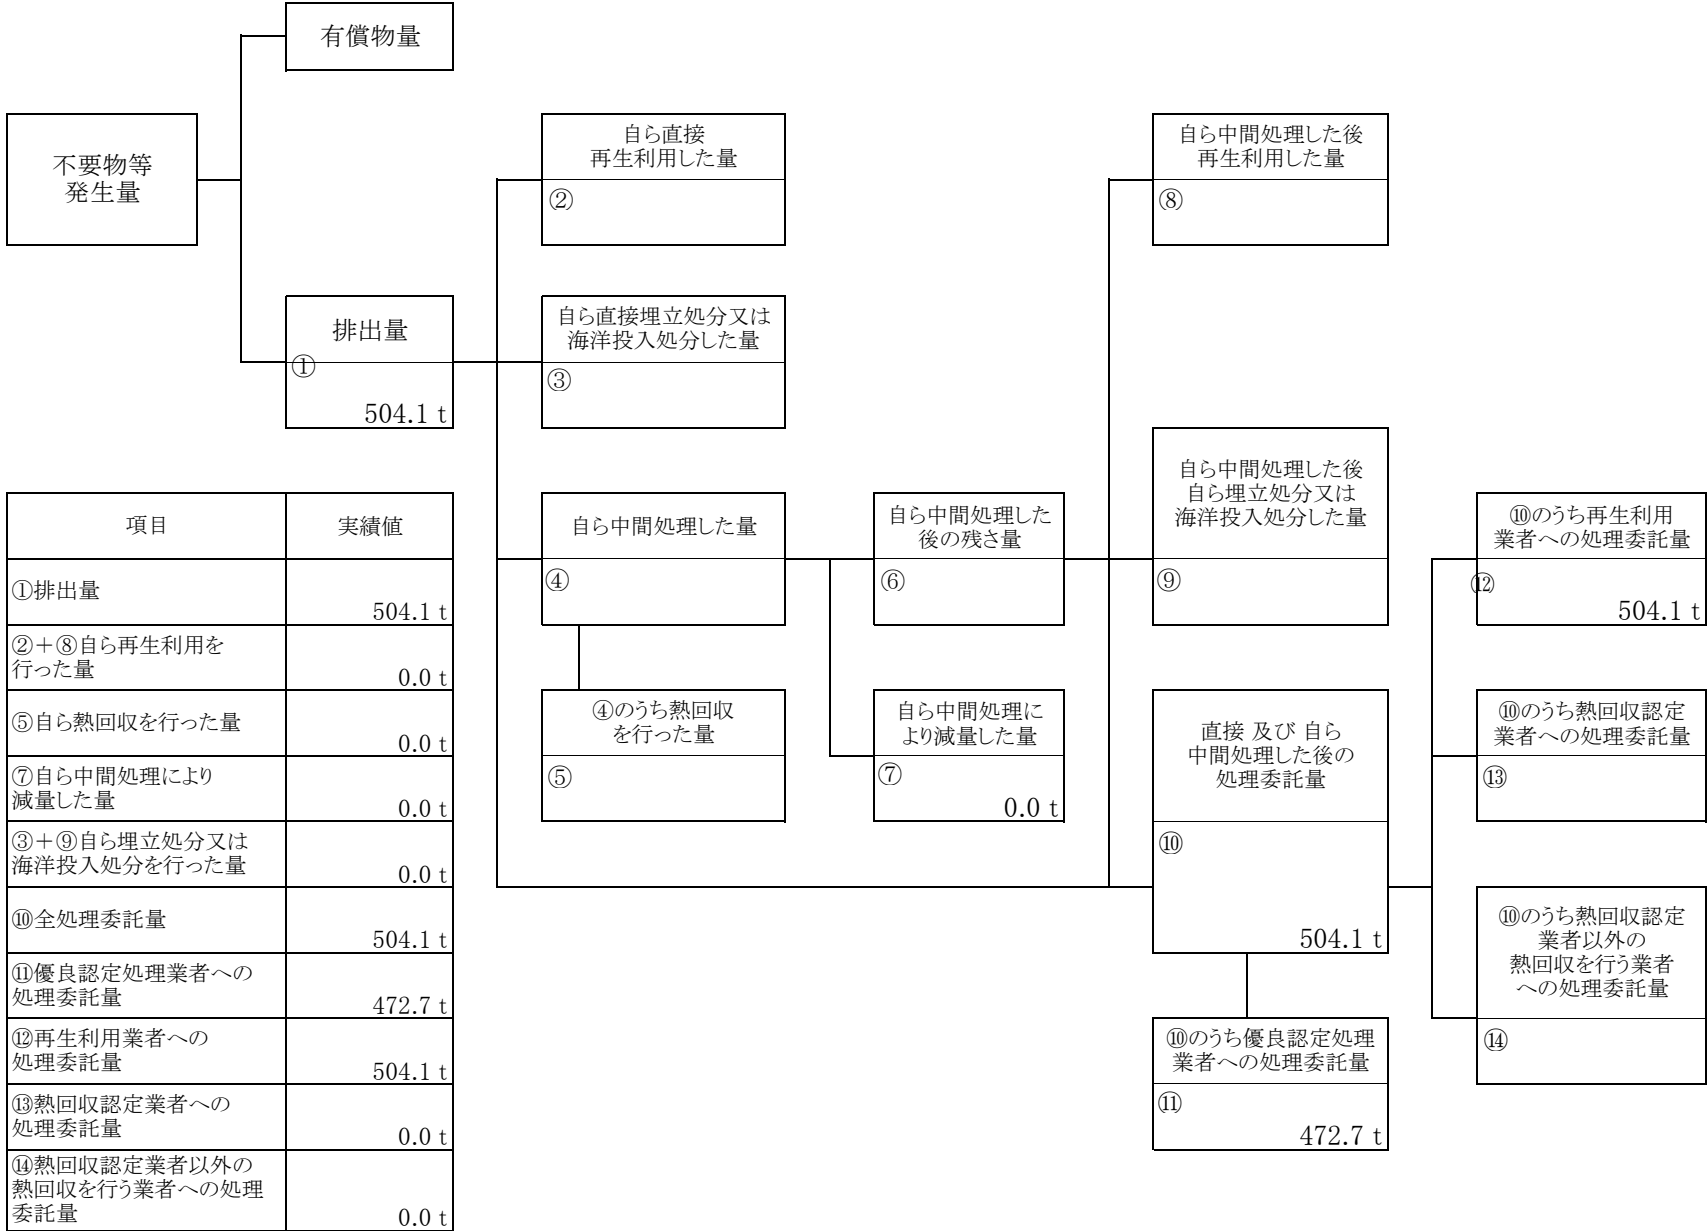 有償物量
不要物等
発生量
自ら直接
再生利用した量
②
自ら中間処理した後
再生利用した量
⑧
排出量
①
504.1 t
自ら直接埋立処分又は
海洋投入処分した量
③
自ら中間処理した量
④
自ら中間処理した
後の残さ量
⑥
自ら中間処理した後
自ら埋立処分又は
海洋投入処分した量
⑨
⑩のうち再生利用
業者への処理委託量
⑫
504.1 t
④のうち熱回収
を行った量
⑤
自ら中間処理に
より減量した量
⑦
0.0 t
直接 及び 自ら
中間処理した後の
処理委託量
⑩
504.1 t
⑩のうち熱回収認定
業者への処理委託量
⑬
⑩のうち熱回収認定
業者以外の
熱回収を行う業者
への処理委託量
⑭
⑩のうち優良認定処理
業者への処理委託量
⑪
472.7 t
項目 実績値
①排出量
504.1 t
②＋⑧自ら再生利用を
行った量
0.0 t
⑤自ら熱回収を行った量
0.0 t
⑦自ら中間処理により
減量した量
0.0 t
③＋⑨自ら埋立処分又は
海洋投入処分を行った量
0.0 t
⑩全処理委託量
504.1 t
⑪優良認定処理業者への
処理委託量
472.7 t
⑫再生利用業者への
処理委託量
504.1 t
⑬熱回収認定業者への
処理委託量
0.0 t
⑭熱回収認定業者以外の
熱回収を行う業者への処理
委託量
0.0 t